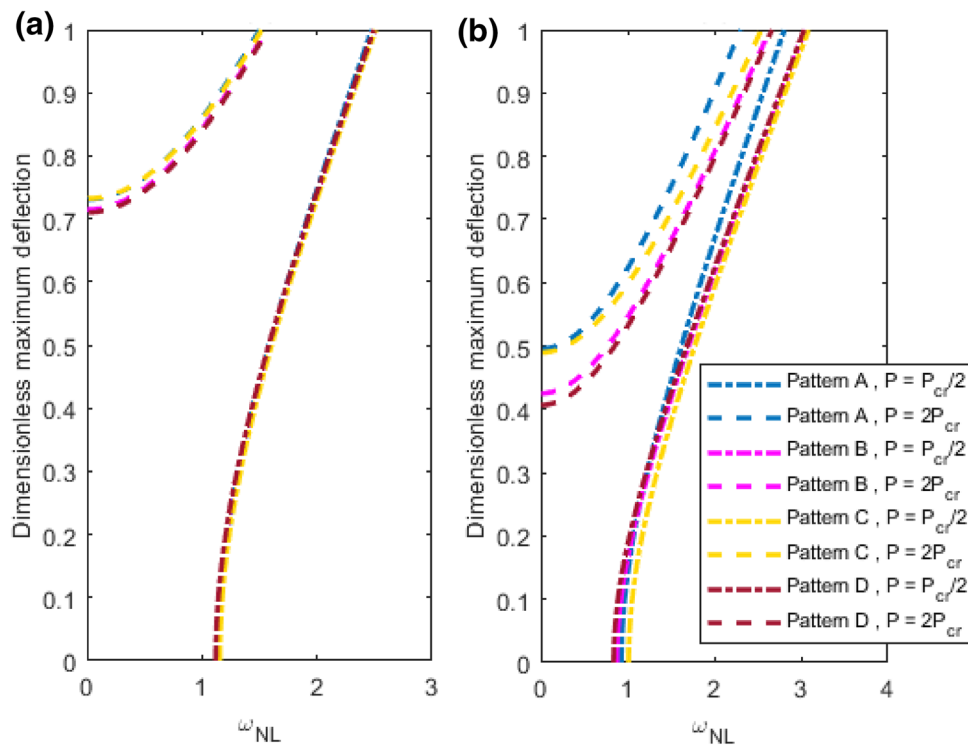 (a)
Dimensionless maximum deflection
1
0.9
0.8
0.7
0.6
0.5
0.4
0.3
0.2
0.1
0
0 1 2 3
ω_NL
(b)
Dimensionless maximum deflection
1
0.9
0.8
0.7
0.6
0.5
0.4
0.3
0.2
0.1
0
0 1 2 3 4
ω_NL
Pattern A , P = P_cr/2
Pattern A , P = 2P_cr
Pattern B , P = P_cr/2
Pattern B , P = 2P_cr
Pattern C , P = P_cr/2
Pattern C , P = 2P_cr
Pattern D , P = P_cr/2
Pattern D , P = 2P_cr